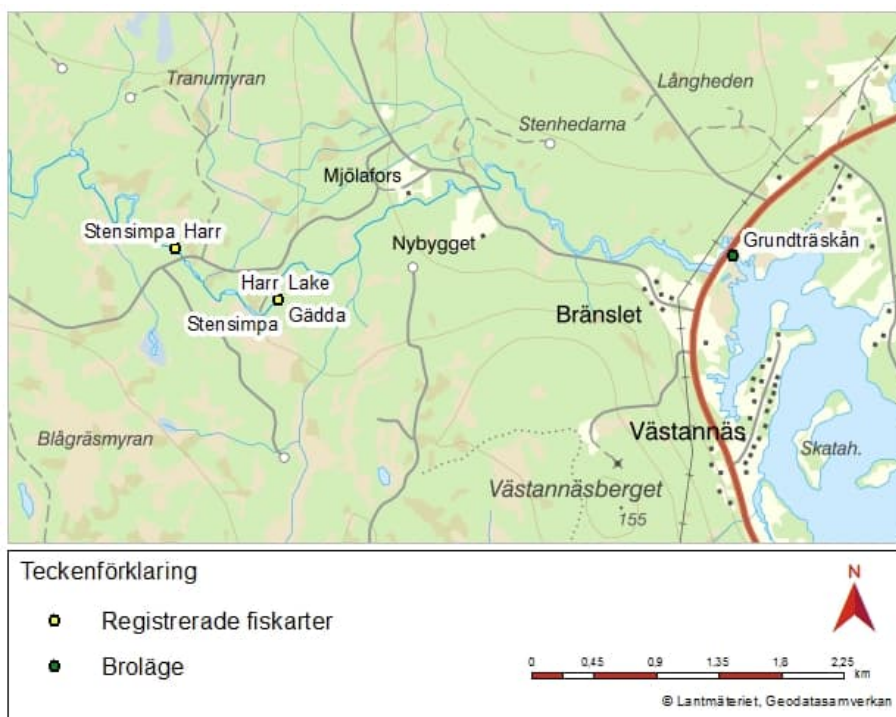 Tranumyran
Långheden
Stenhedarna
Mjölafors
Stensimpa Harr
Nybygget
Grundträskån
Harr Lake
Stensimpa Gädda
Bränslet
Västannäs
Blågräsmyran
Skatah.
Västannäsberget
155
Teckenförklaring
Registrerade fiskarter
Broläge
N
0 0,45 0,9 1,35 1,8 2,25
km
© Lantmäteriet, Geodatasamverkan